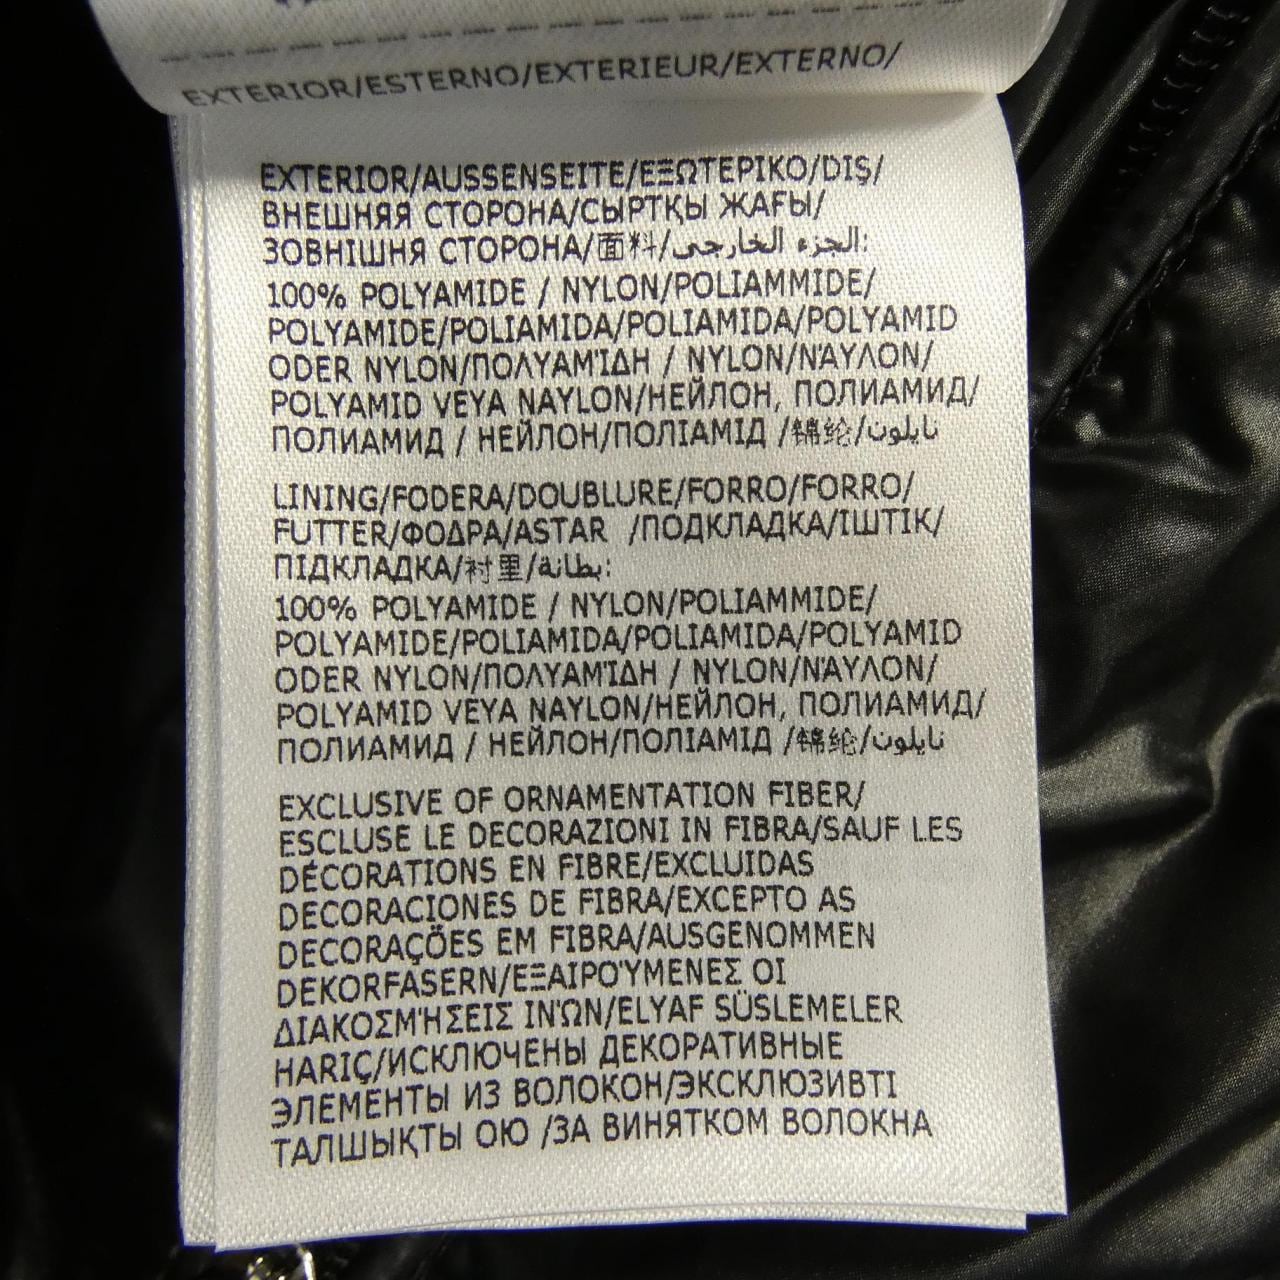 EXTERIOR/ESTERNO/EXTERIEUR/EXTERNO/
EXTERIOR/AUSSENSEITE/ΕΞΩΤΕΡΙΚΟ/DIŞ/
ВНЕШНЯЯ СТОРОНА/СЫРТҚЫ ЖАҒЫ/
ЗОВНІШНЯ СТОРОНА/面料/الجزء الخارجي:
100% POLYAMIDE / NYLON/POLIAMMIDE/
POLYAMIDE/POLIAMIDA/POLIAMIDA/POLYAMID
ODER NYLON/ΠΟΛΥΑΜΊΔΗ / NYLON/ΝΆΥΛΟΝ/
POLYAMID VEYA NAYLON/НЕЙЛОН, ПОЛИАМИД/
ПОЛИАМИД / НЕЙЛОН/ПОЛІАМІД /锦纶/نايلون
LINING/FODERA/DOUBLURE/FORRO/FORRO/
FUTTER/ΦΟΔΡΑ/ASTAR /ПОДКЛАДКА/ІШТІК/
ПІДКЛАДКА/衬里/بطانة:
100% POLYAMIDE / NYLON/POLIAMMIDE/
POLYAMIDE/POLIAMIDA/POLIAMIDA/POLYAMID
ODER NYLON/ΠΟΛΥΑΜΊΔΗ / NYLON/ΝΆΥΛΟΝ/
POLYAMID VEYA NAYLON/НЕЙЛОН, ПОЛИАМИД/
ПОЛИАМИД / НЕЙЛОН/ПОЛІАМІД /锦纶/نايلون
EXCLUSIVE OF ORNAMENTATION FIBER/
ESCLUSE LE DECORAZIONI IN FIBRA/SAUF LES
DÉCORATIONS EN FIBRE/EXCLUIDAS
DECORACIONES DE FIBRA/EXCEPTO AS
DECORAÇÕES EM FIBRA/AUSGENOMMEN
DEKORFASERN/ΕΞΑΙΡΟΎΜΕΝΕΣ ΟΙ
ΔΙΑΚΟΣΜΉΣΕΙΣ ΙΝΏΝ/ELYAF SÜSLEMELER
HARIÇ/ИСКЛЮЧЕНЫ ДЕКОРАТИВНЫЕ
ЭЛЕМЕНТЫ ИЗ ВОЛОКОН/ЭКСКЛЮЗИВТІ
ТАЛШЫҚТЫ ОЮ /ЗА ВИНЯТКОМ ВОЛОКНА